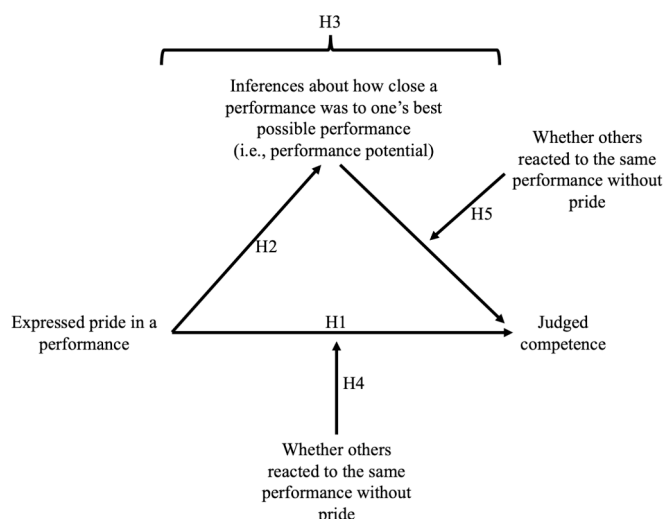 H3
Inferences about how close a
performance was to one’s best
possible performance
(i.e., performance potential)
Whether others
reacted to the same
performance without
pride
H5
H2
Expressed pride in a
performance
H1
Judged
competence
H4
Whether others
reacted to the same
performance without
pride